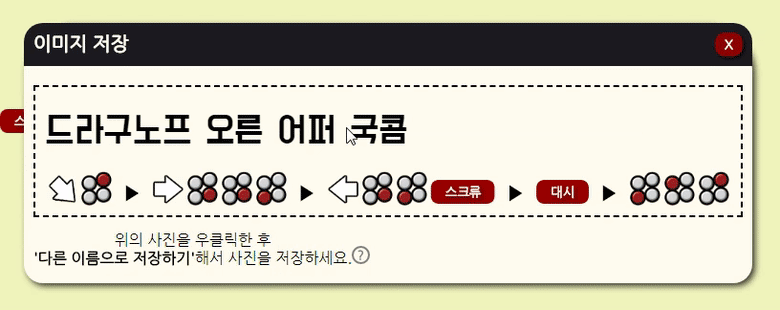 이미지 저장
X
드라구노프 오른 어퍼 국콤
스크류 대시
위의 사진을 우클릭한 후
'다른 이름으로 저장하기'해서 사진을 저장하세요.?